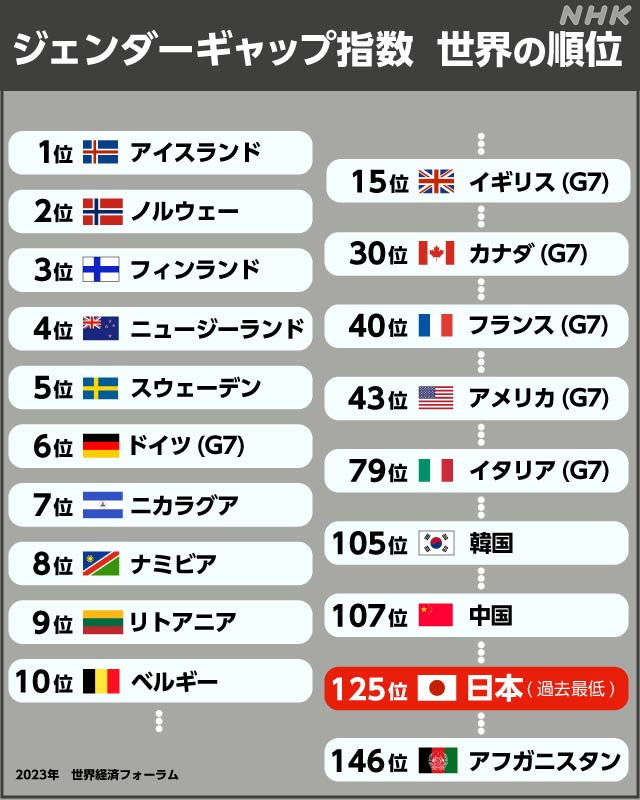 NHK
ジェンダーギャップ指数 世界の順位
1位 アイスランド
2位 ノルウェー
3位 フィンランド
4位 ニュージーランド
5位 スウェーデン
6位 ドイツ (G7)
7位 ニカラグア
8位 ナミビア
9位 リトアニア
10位 ベルギー
15位 イギリス (G7)
30位 カナダ (G7)
40位 フランス (G7)
43位 アメリカ (G7)
79位 イタリア (G7)
105位 韓国
107位 中国
125位 日本 (過去最低)
146位 アフガニスタン
2023年 世界経済フォーラム